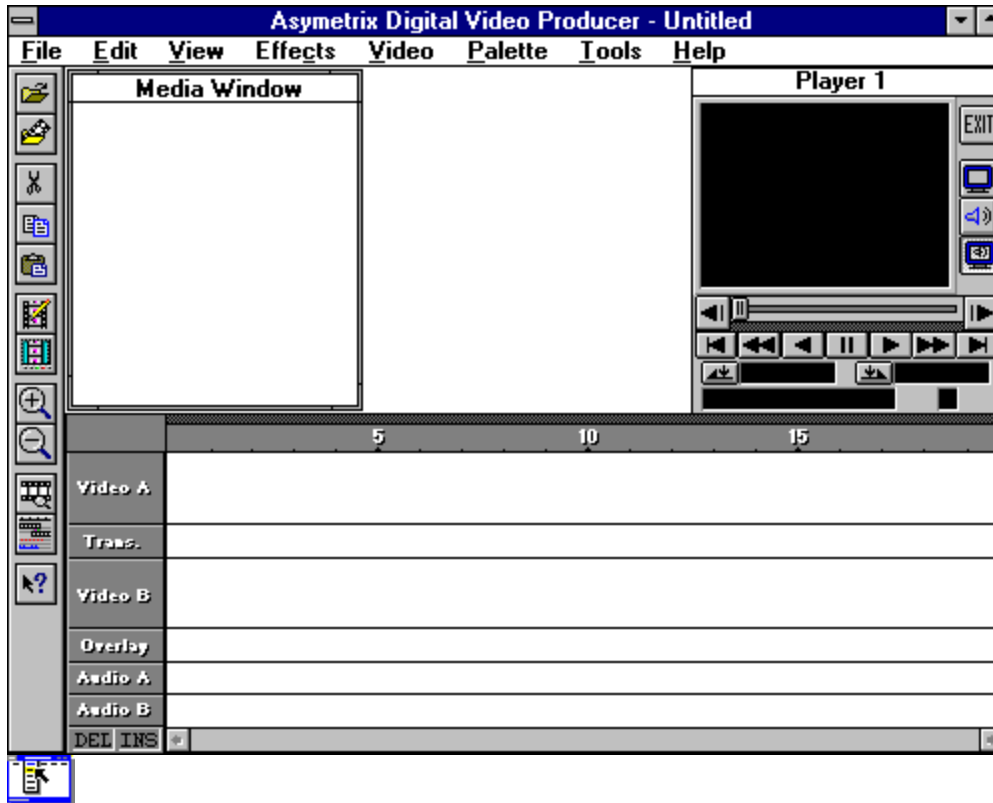 Asymetrix Digital Video Producer - Untitled
File Edit View Effects Video Palette Tools Help
Media Window
Player 1
EXIT
5 10 15
Video A
Trans.
Video B
Overlay
Audio A
Audio B
DEL INS